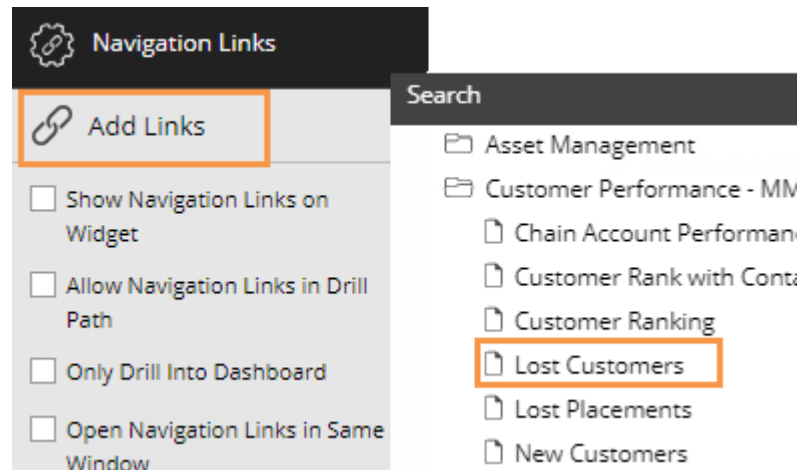 Navigation Links
Add Links
Show Navigation Links on
Widget
Allow Navigation Links in Drill
Path
Only Drill Into Dashboard
Open Navigation Links in Same
Window
Search
Asset Management
Customer Performance - MM
Chain Account Performan
Customer Rank with Conta
Customer Ranking
Lost Customers
Lost Placements
New Customers